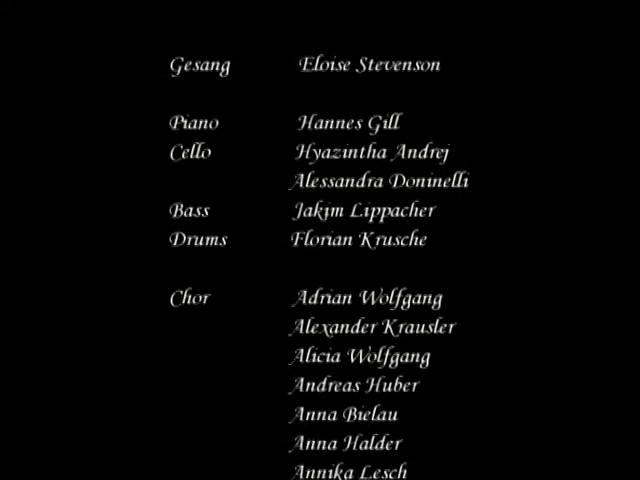 Gesang Eloise Stevenson
Piano Hannes Gill
Cello Hyazintha Andrej
Alessandra Doninelli
Bass Jakim Lippacher
Drums Florian Krusche
Chor Adrian Wolfgang
Alexander Krausler
Alicia Wolfgang
Andreas Huber
Anna Bielau
Anna Halder
Annika Lesch